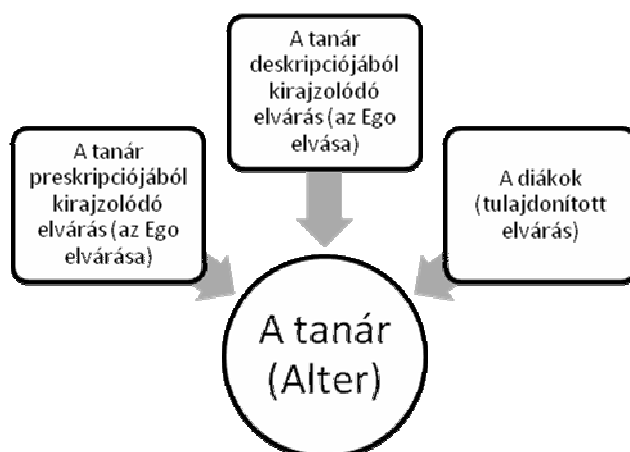 A tanár
deskripciójából
kirajzolódó
elvárás (az Ego
elvása)
A tanár
preskripciójából
kirajzolódó
elvárás (az Ego
elvárása)
A diákok
(tulajdonított
elvárás)
A tanár
(Alter)